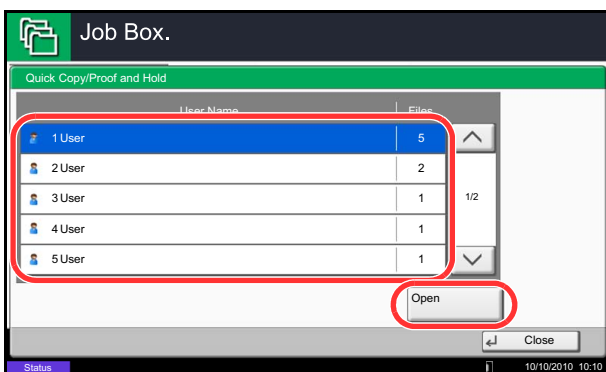 Job Box.
Quick Copy/Proof and Hold
User Name Files
1 User 5
2 User 2
3 User 1 1/2
4 User 1
5 User 1
Open
Close
Status 10/10/2010 10:10